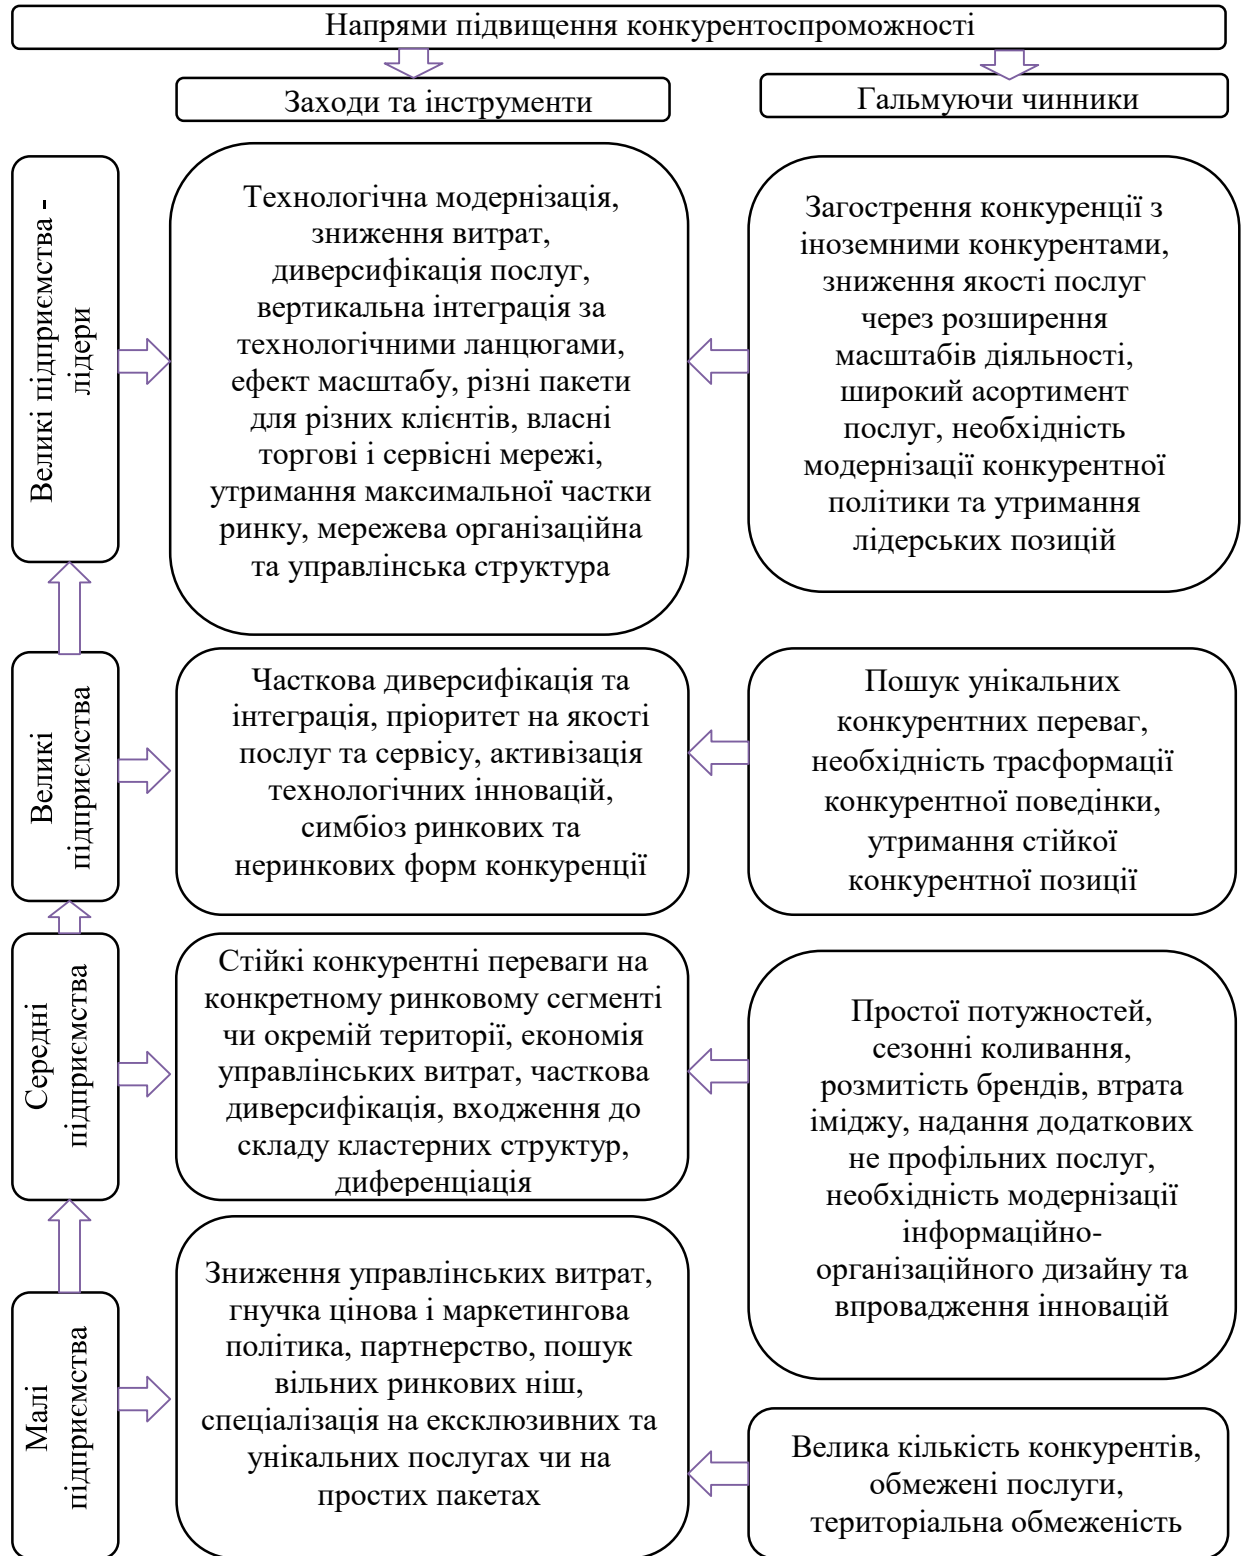 Напрями підвищення конкурентоспроможності
Заходи та інструменти
Гальмуючи чинники
Великі підприємства -
лідери
Технологічна модернізація,
зниження витрат,
диверсифікація послуг,
вертикальна інтеграція за
технологічними ланцюгами,
ефект масштабу, різні пакети
для різних клієнтів, власні
торгові і сервісні мережі,
утримання максимальної частки
ринку, мережева організаційна
та управлінська структура
Загострення конкуренції з
іноземними конкурентами,
зниження якості послуг
через розширення
масштабів діяльності,
широкий асортимент
послуг, необхідність
модернізації конкурентної
політики та утримання
лідерських позицій
Великі
підприємства
Часткова диверсифікація та
інтеграція, пріоритет на якості
послуг та сервісу, активізація
технологічних інновацій,
симбіоз ринкових та
неринкових форм конкуренції
Пошук унікальних
конкурентних переваг,
необхідність трасформації
конкурентної поведінки,
утримання стійкої
конкурентної позиції
Середні
підприємства
Стійкі конкурентні переваги на
конкретному ринковому сегменті
чи окремій території, економія
управлінських витрат, часткова
диверсифікація, входження до
складу кластерних структур,
диференціація
Простої потужностей,
сезонні коливання,
розмитість брендів, втрата
іміджу, надання додаткових
не профільних послуг,
необхідність модернізації
інформаційно-
організаційного дизайну та
впровадження інновацій
Малі
підприємства
Зниження управлінських витрат,
гнучка цінова і маркетингова
політика, партнерство, пошук
вільних ринкових ніш,
спеціалізація на ексклюзивних та
унікальних послугах чи на
простих пакетах
Велика кількість конкурентів,
обмежені послуги,
територіальна обмеженість